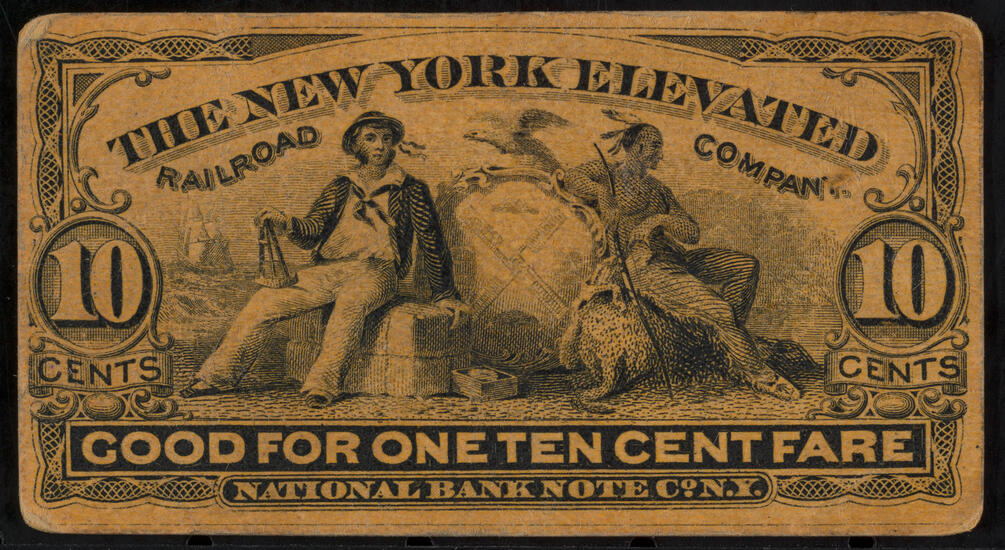 THE NEW YORK ELEVATED
RAILROAD COMPANY.
10 10
CENTS CENTS
GOOD FOR ONE TEN CENT FARE
NATIONAL BANK NOTE Cº N.Y.